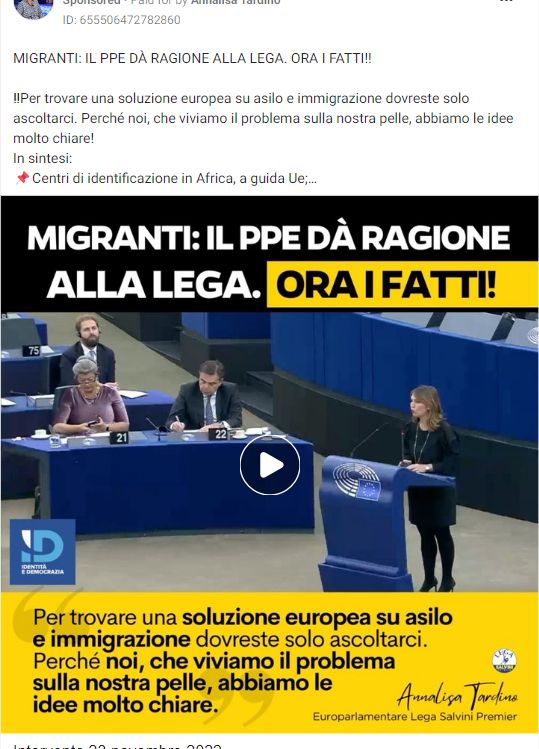 Sponsored • Paid for by Annalisa Tardino
ID: 655506472782860
MIGRANTI: IL PPE DÀ RAGIONE ALLA LEGA. ORA I FATTI!!
‼Per trovare una soluzione europea su asilo e immigrazione dovreste solo
ascoltarci. Perché noi, che viviamo il problema sulla nostra pelle, abbiamo le idee
molto chiare!
In sintesi:
📌Centri di identificazione in Africa, a guida Ue;...
MIGRANTI: IL PPE DÀ RAGIONE
ALLA LEGA. ORA I FATTI!
75
21
22
ID
IDENTITÀ
E DEMOCRAZIA
Per trovare una soluzione europea su asilo
e immigrazione dovreste solo ascoltarci.
Perché noi, che viviamo il problema
sulla nostra pelle, abbiamo le
idee molto chiare.
LEGA
SALVINI
Annalisa Tardino
Europarlamentare Lega Salvini Premier
Intervento 22 novembre 2022